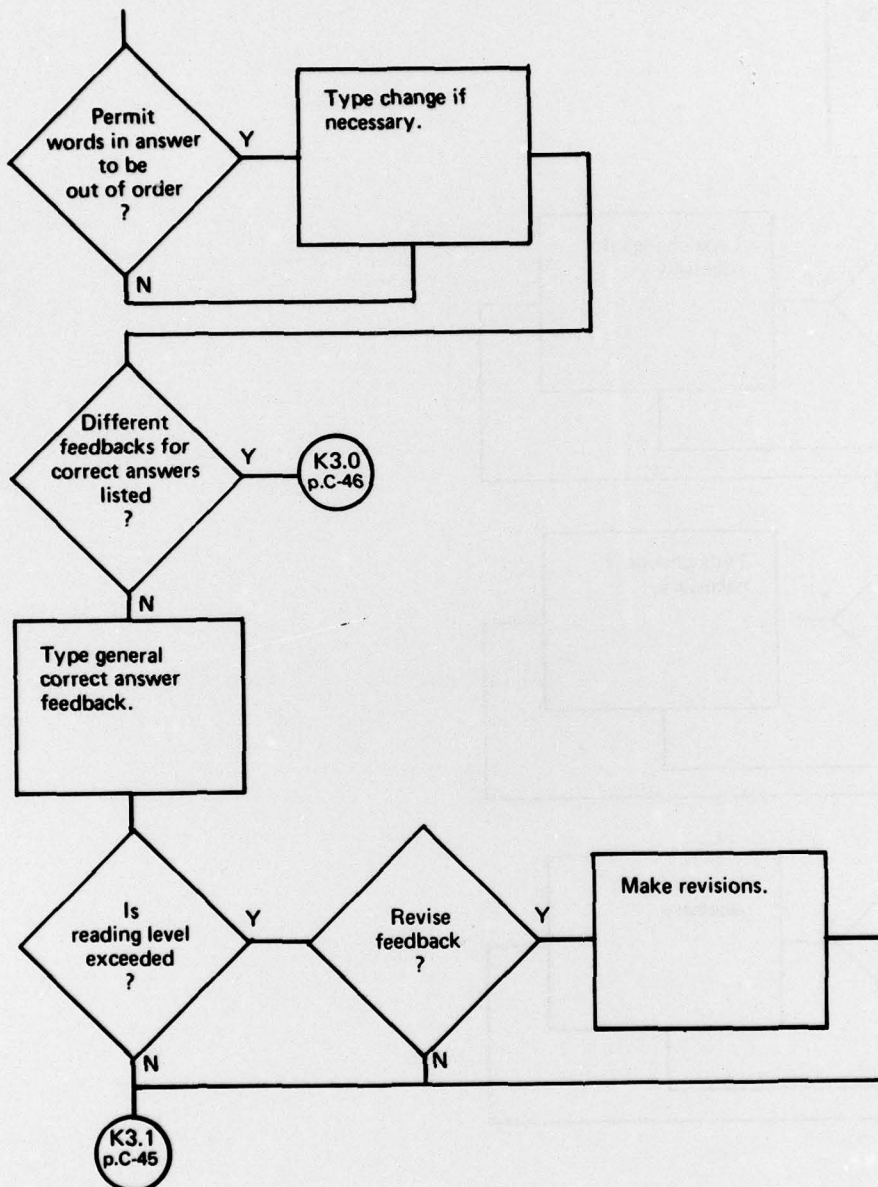 Permit
words in answer
to be
out of order
?
Y
N
Type change if
necessary.
Different
feedbacks for
correct answers
listed
?
Y
K3.0
p.C-46
N
Type general
correct answer
feedback.
Is
reading level
exceeded
?
Y
N
Revise
feedback
?
Y
N
Make revisions.
K3.1
p.C-45